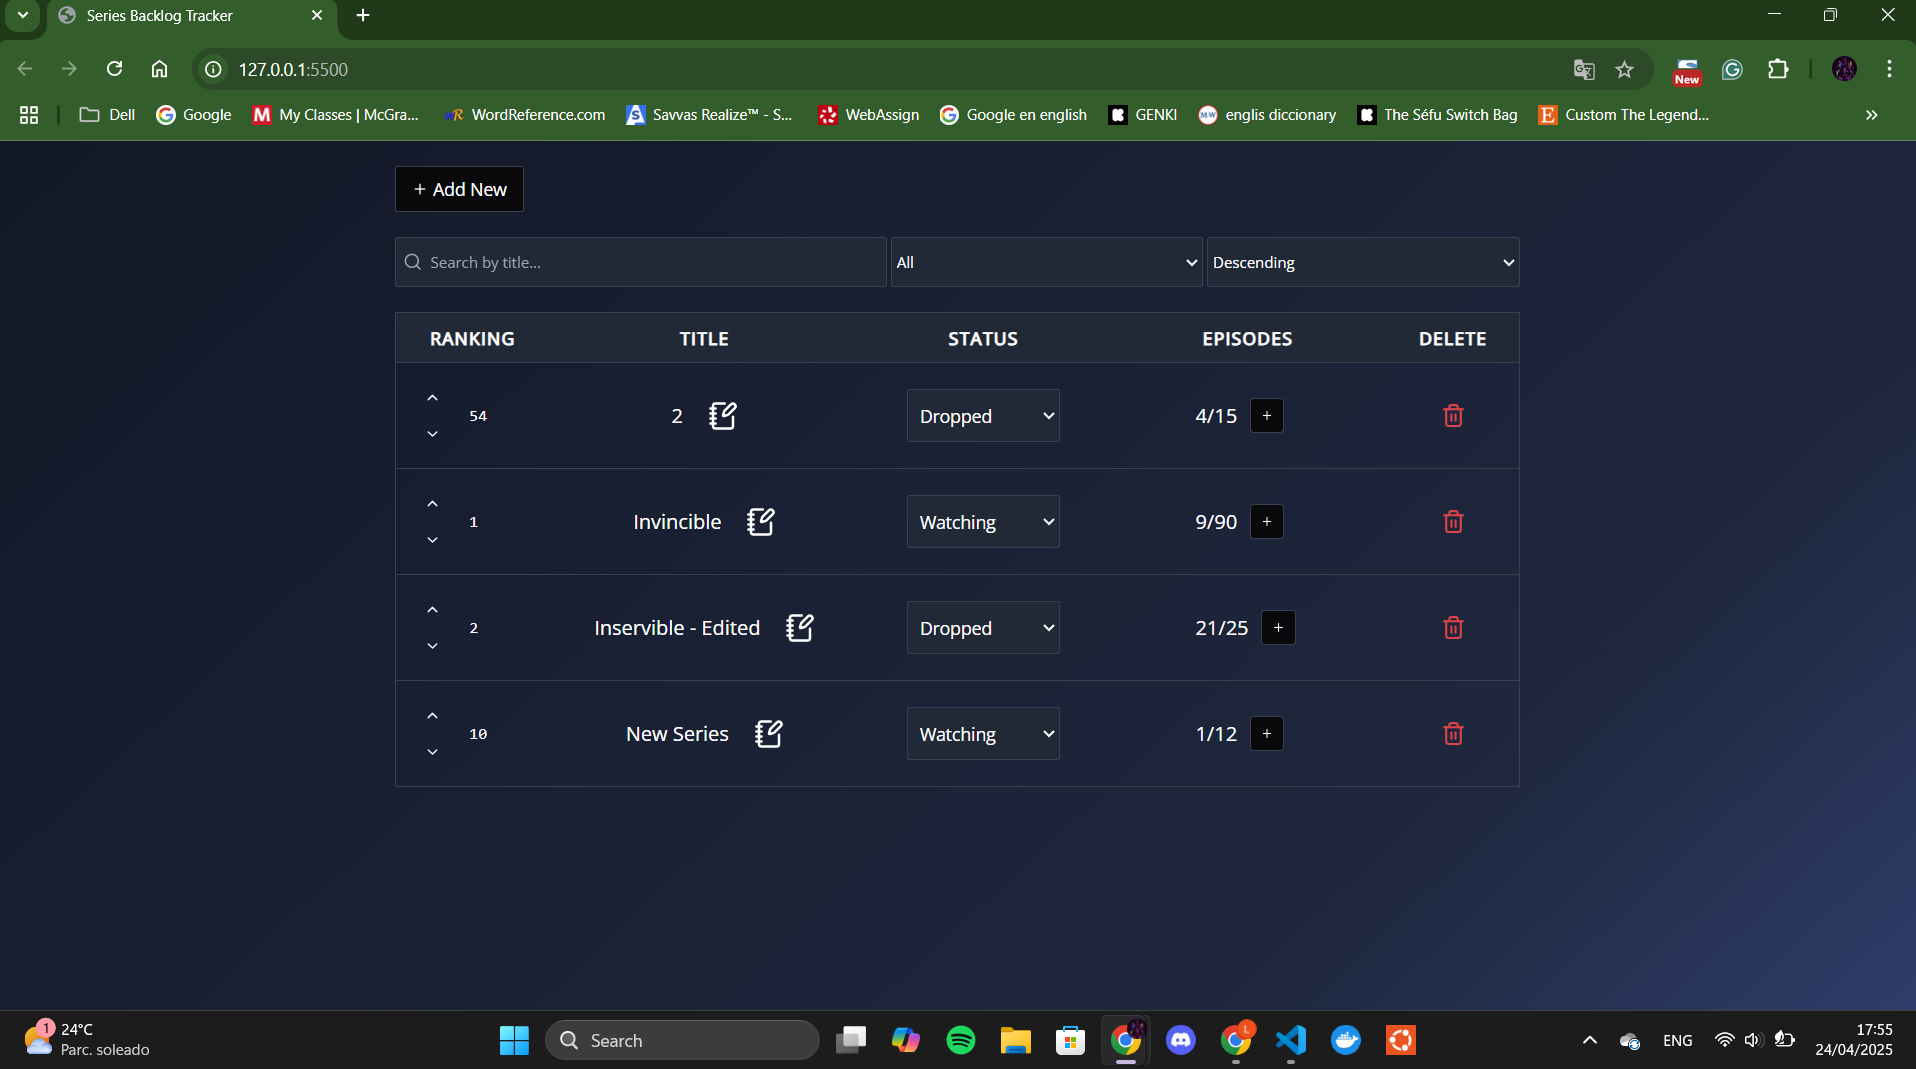 Series Backlog Tracker
127.0.0.1:5500
New
Dell
Google
My Classes | McGra...
WordReference.com
Savvas Realize™ - S...
WebAssign
Google en english
GENKI
englis diccionary
The Séfu Switch Bag
Custom The Legend...
+ Add New
Search by title...
All
Descending
RANKING TITLE STATUS EPISODES DELETE
54 2 Dropped 4/15 +
1 Invincible Watching 9/90 +
2 Inservible - Edited Dropped 21/25 +
10 New Series Watching 1/12 +
1
24°C
Parc. soleado
Search
L
ENG
17:55
24/04/2025